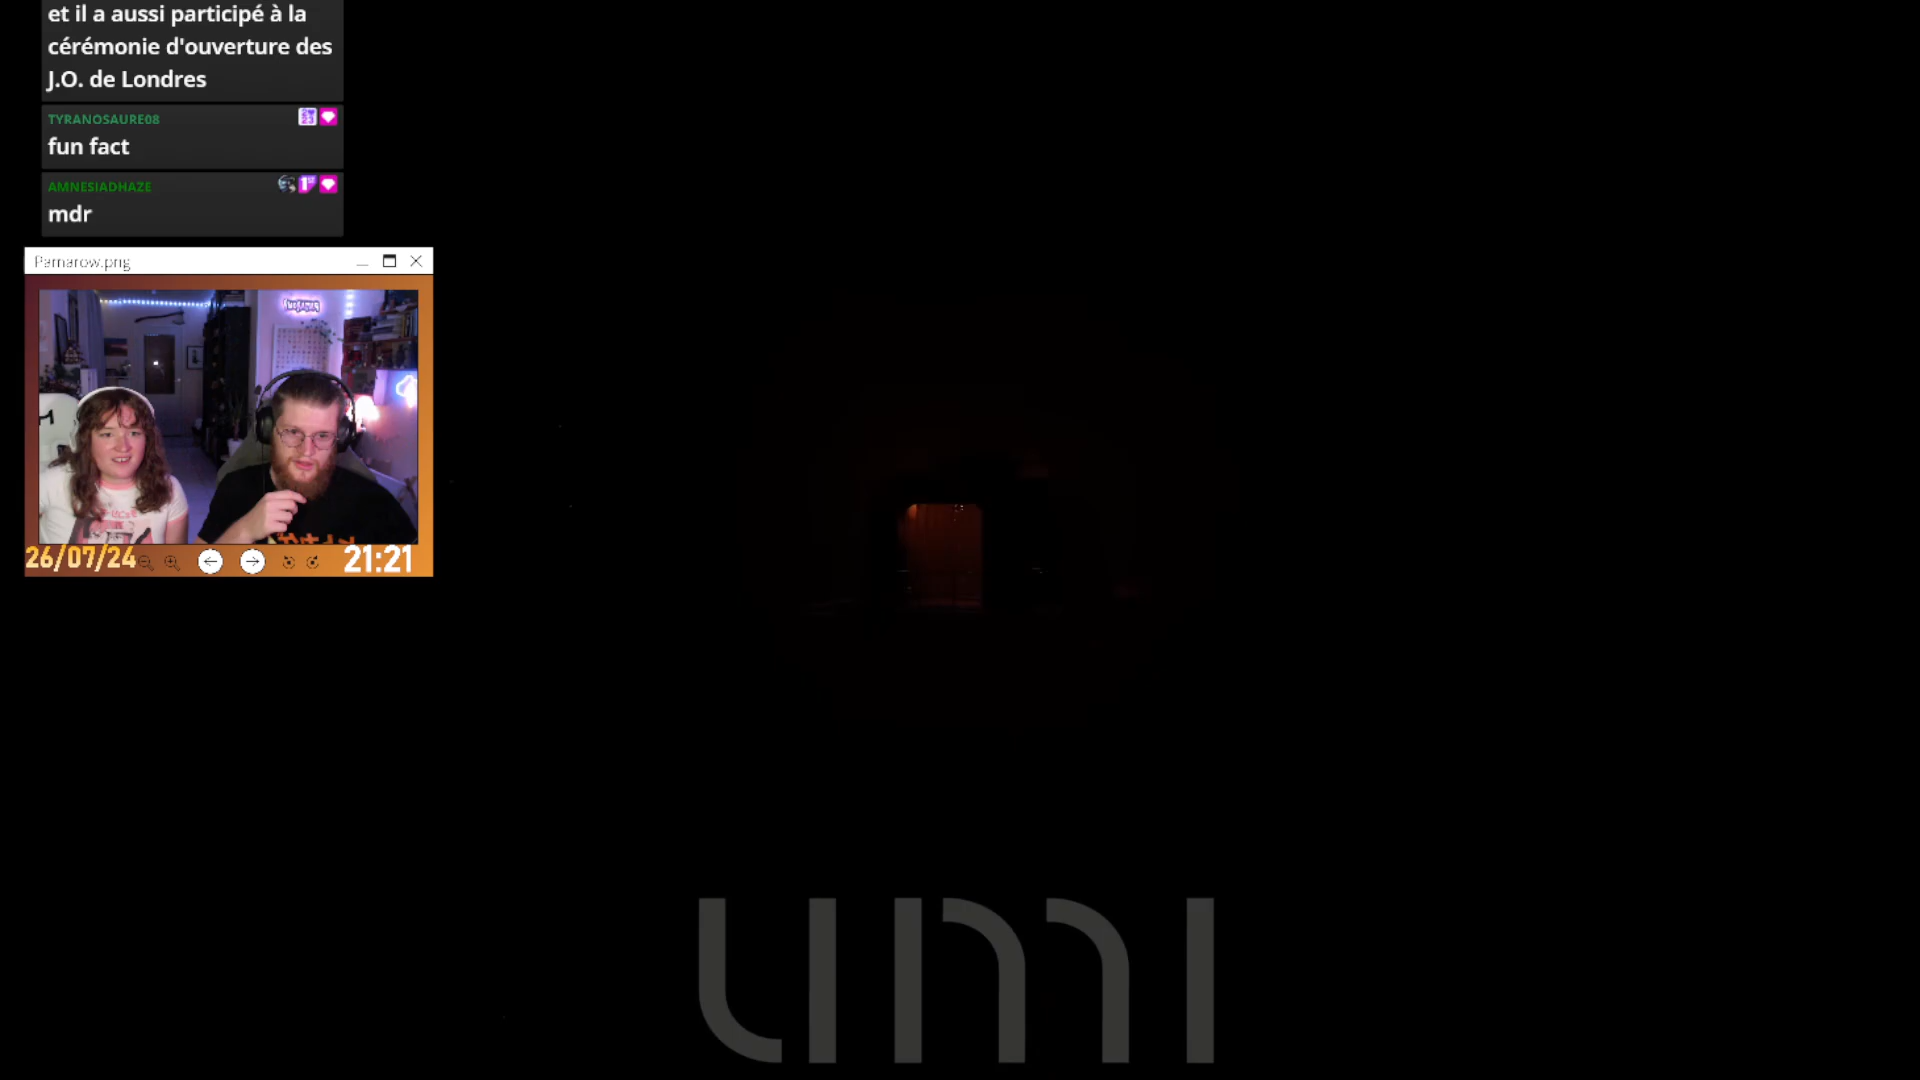 et il a aussi participé à la
cérémonie d'ouverture des
J.O. de Londres
TYRANOSAURE08
fun fact
AMNESIADHAZE
mdr
Pamarow.png
26/07/24
21:21
umi